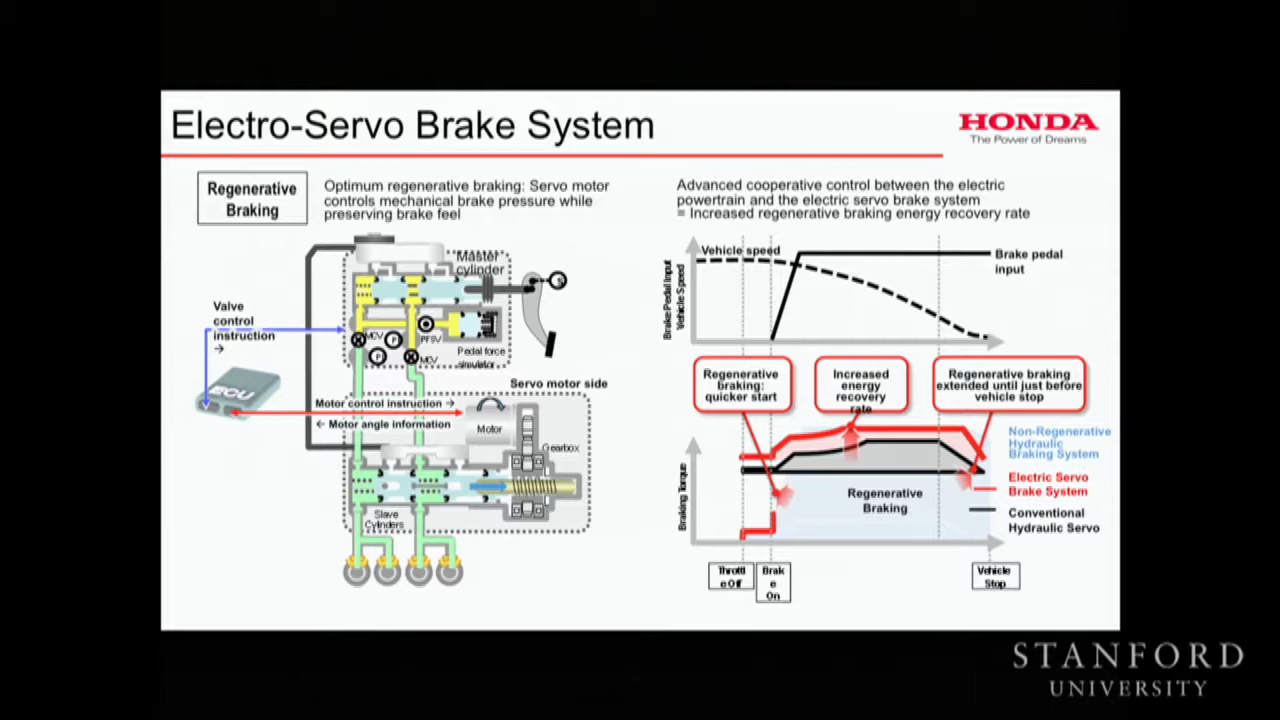 Electro-Servo Brake System
HONDA
The Power of Dreams
Regenerative
Braking
Optimum regenerative braking: Servo motor
controls mechanical brake pressure while
preserving brake feel
Master
cylinder
Valve
control
instruction
→
MCV
P
PFSV
P
MCV
Pedal force
simulator
S
ECU
Servo motor side
Motor control instruction →
← Motor angle information
Motor
Gearbox
Slave
Cylinders
Advanced cooperative control between the electric
powertrain and the electric servo brake system
= Increased regenerative braking energy recovery rate
Brake Pedal Input
Vehicle Speed
Vehicle speed
Brake pedal
input
Regenerative
braking:
quicker start
Increased
energy
recovery
rate
Regenerative braking
extended until just before
vehicle stop
Braking Torque
Regenerative
Braking
Non-Regenerative
Hydraulic
Braking System
Electric Servo
Brake System
Conventional
Hydraulic Servo
Throttl
e Off
Brak
e
On
Vehicle
Stop
STANFORD
UNIVERSITY